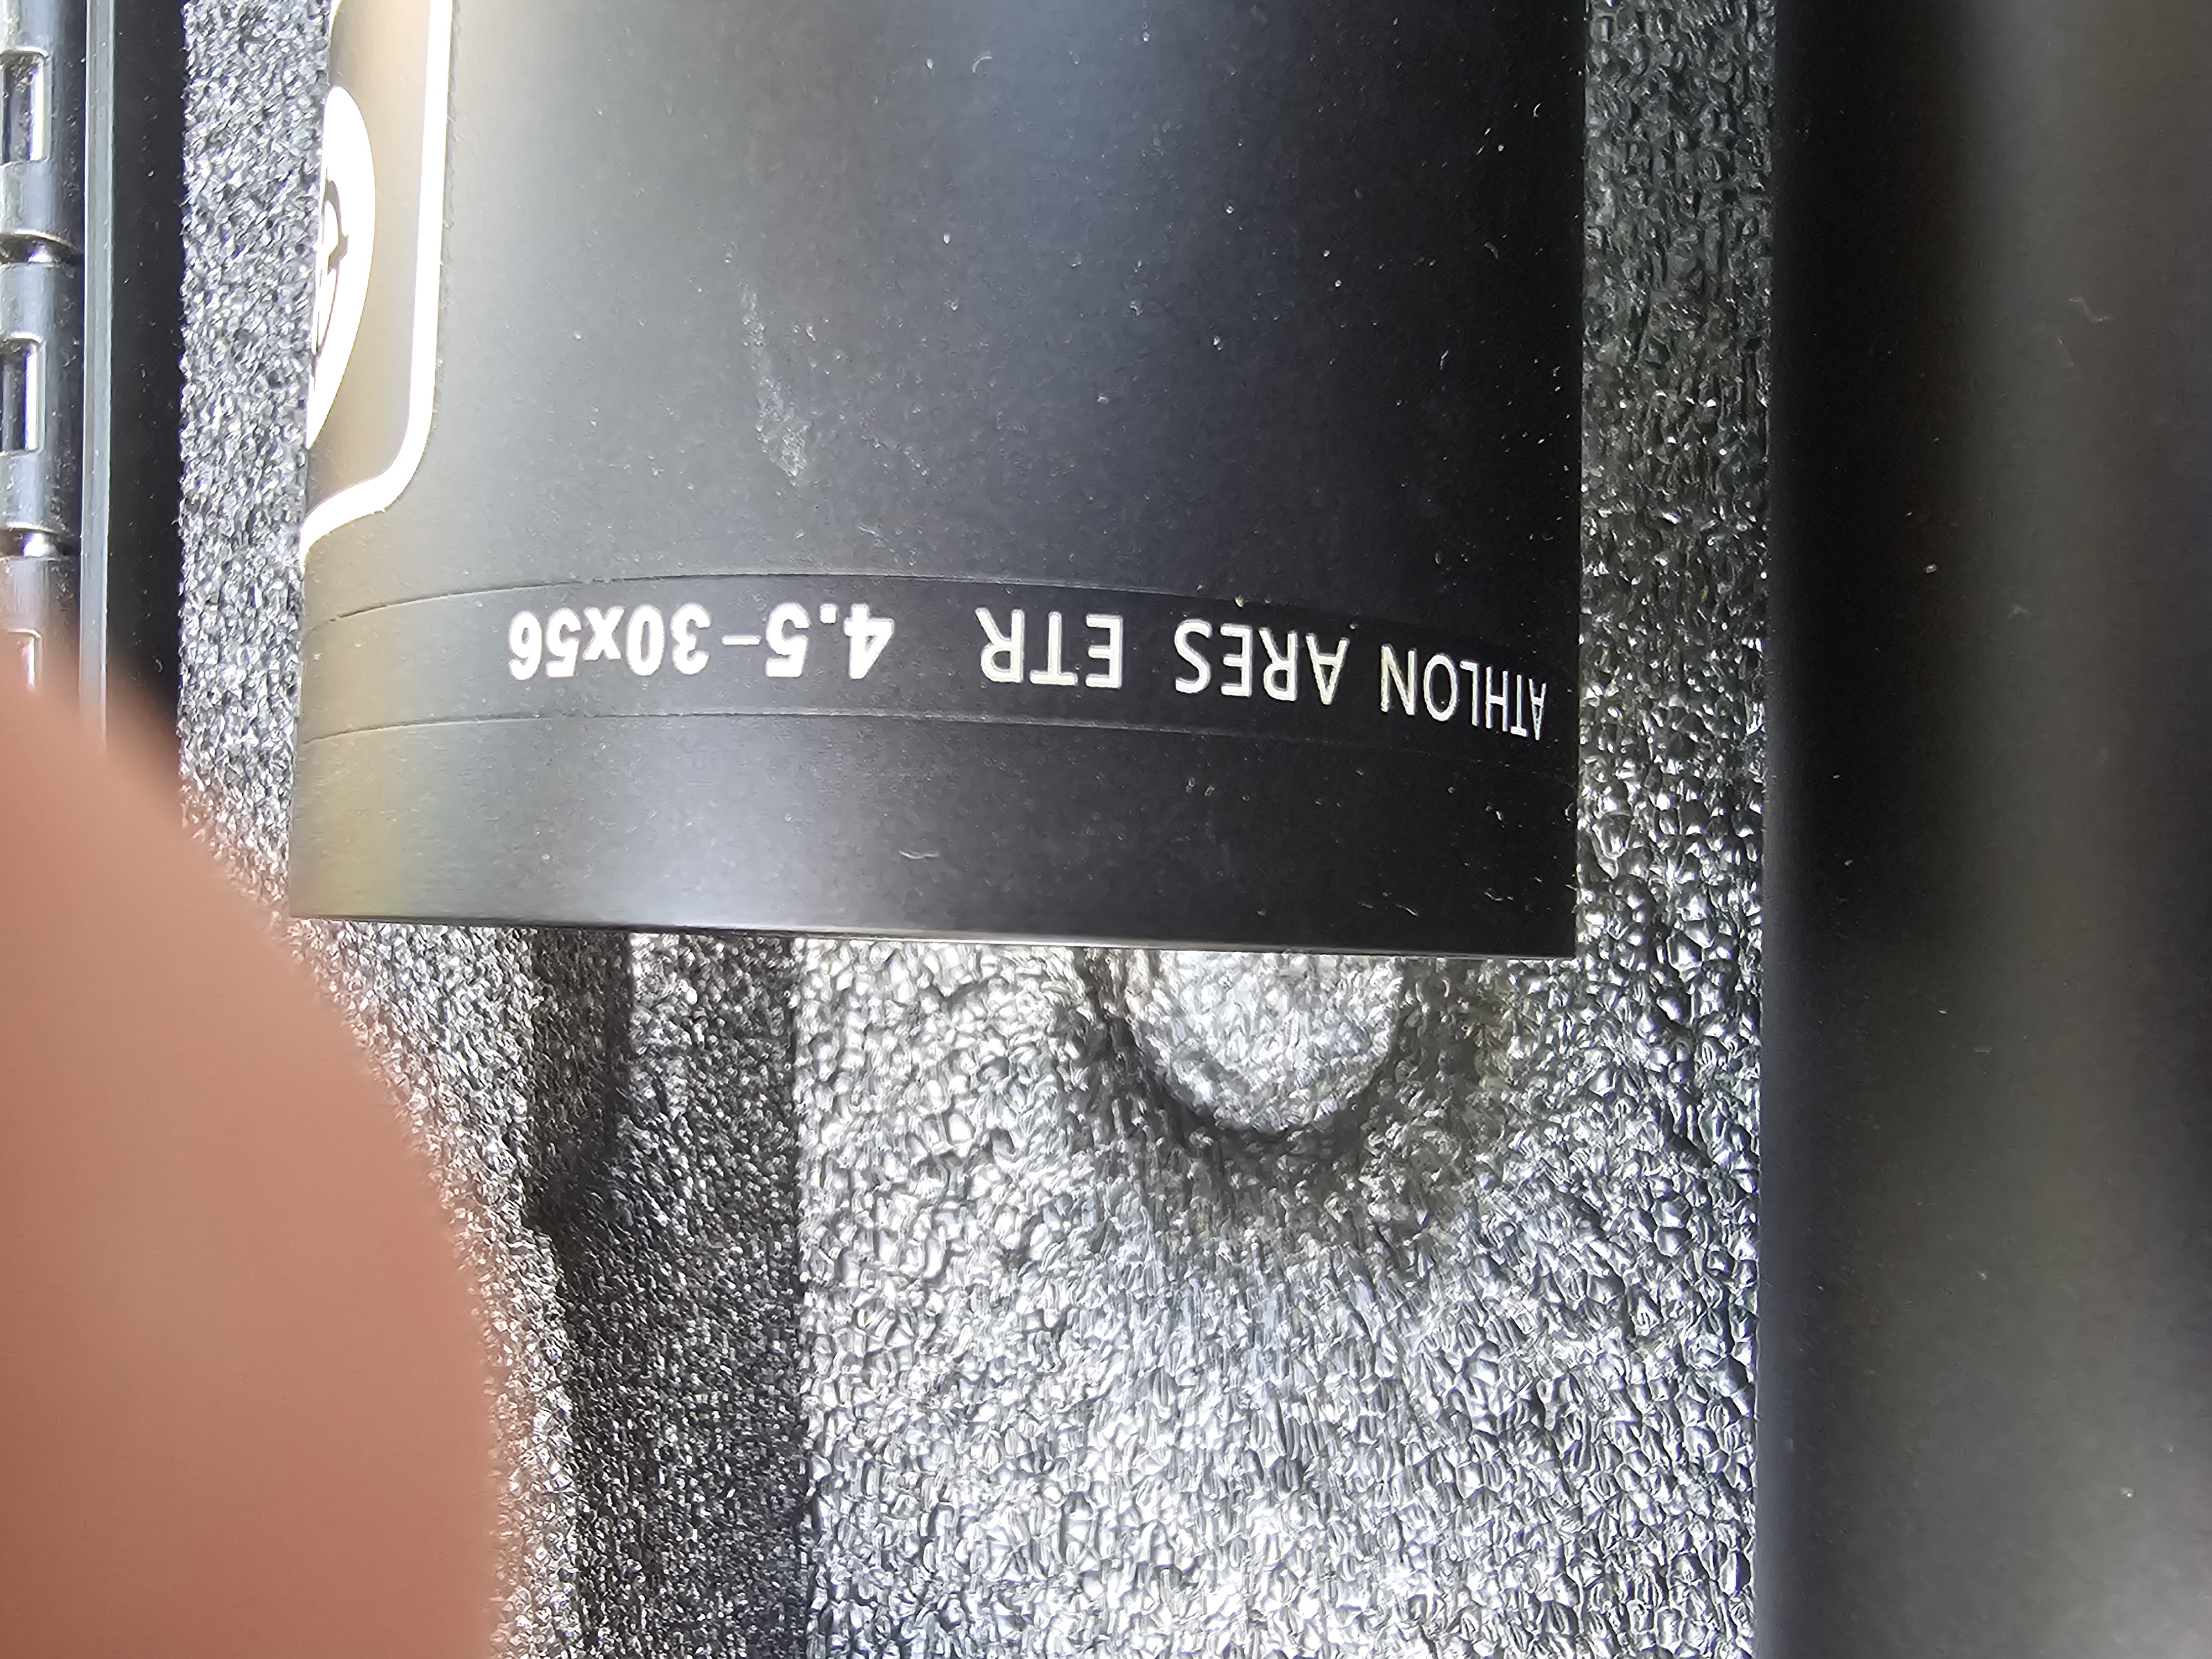 ATHLON ARES ETR 4.5-30x56